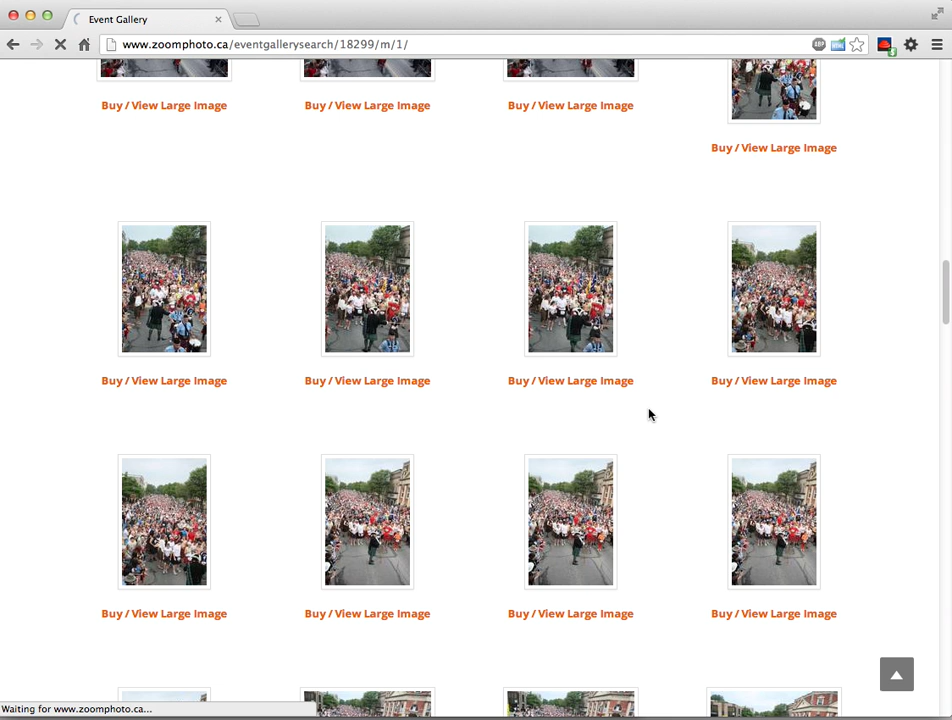 Event Gallery
www.zoomphoto.ca/eventgallerysearch/18299/m/1/
ABP
Buy / View Large Image Buy / View Large Image Buy / View Large Image
Buy / View Large Image
Buy / View Large Image Buy / View Large Image Buy / View Large Image Buy / View Large Image
Buy / View Large Image Buy / View Large Image Buy / View Large Image Buy / View Large Image
Waiting for www.zoomphoto.ca...